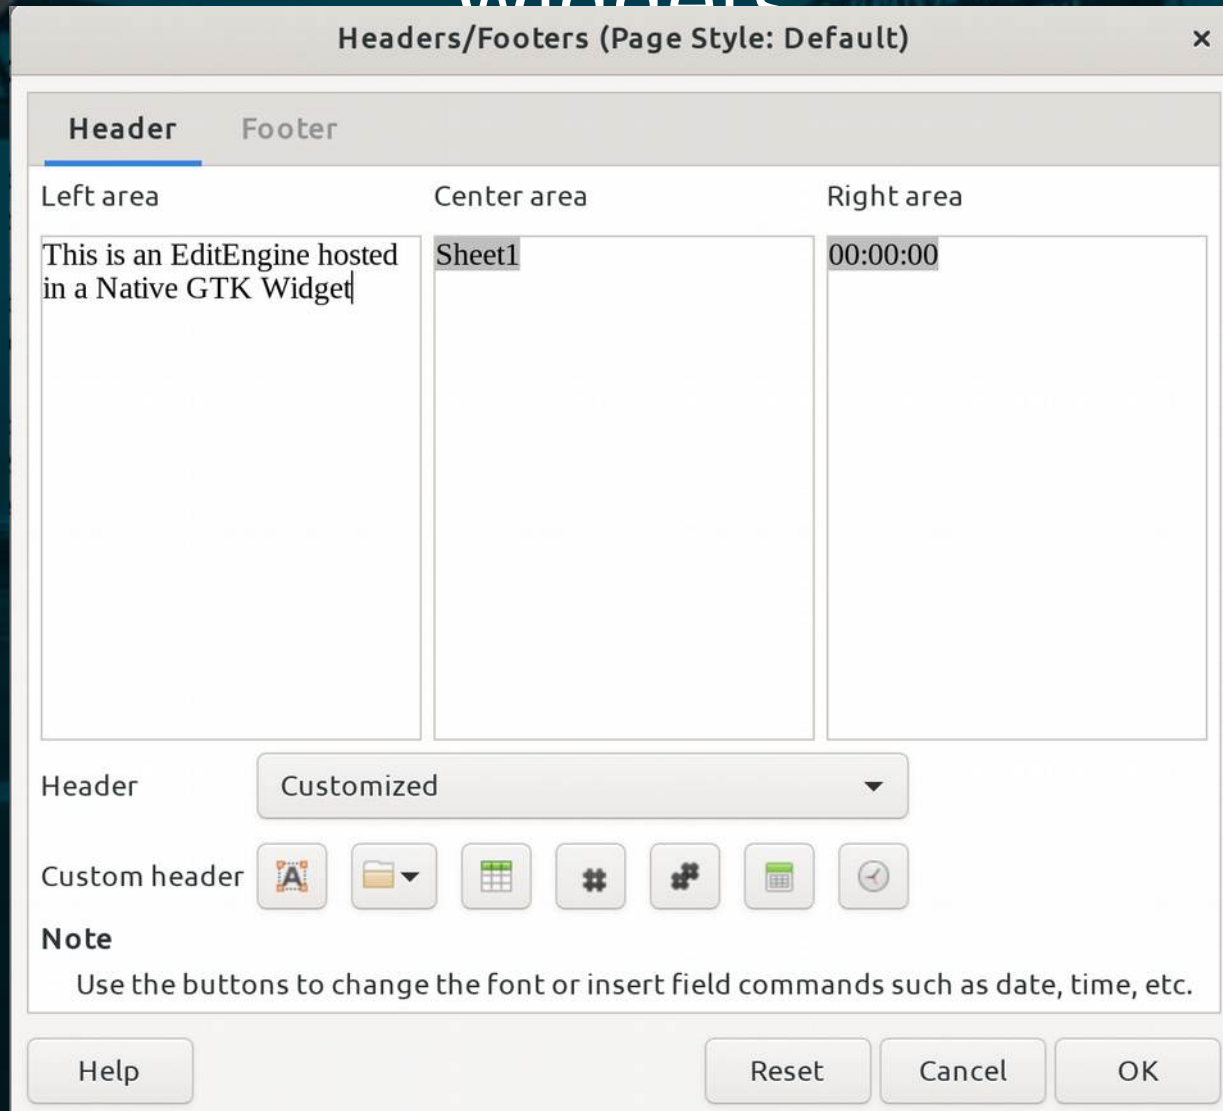 Headers/Footers (Page Style: Default)
Header Footer
Left area Center area Right area
This is an EditEngine hosted
in a Native GTK Widget
Sheet1
00:00:00
Header Customized
Custom header
Note
Use the buttons to change the font or insert field commands such as date, time, etc.
Help Reset Cancel OK